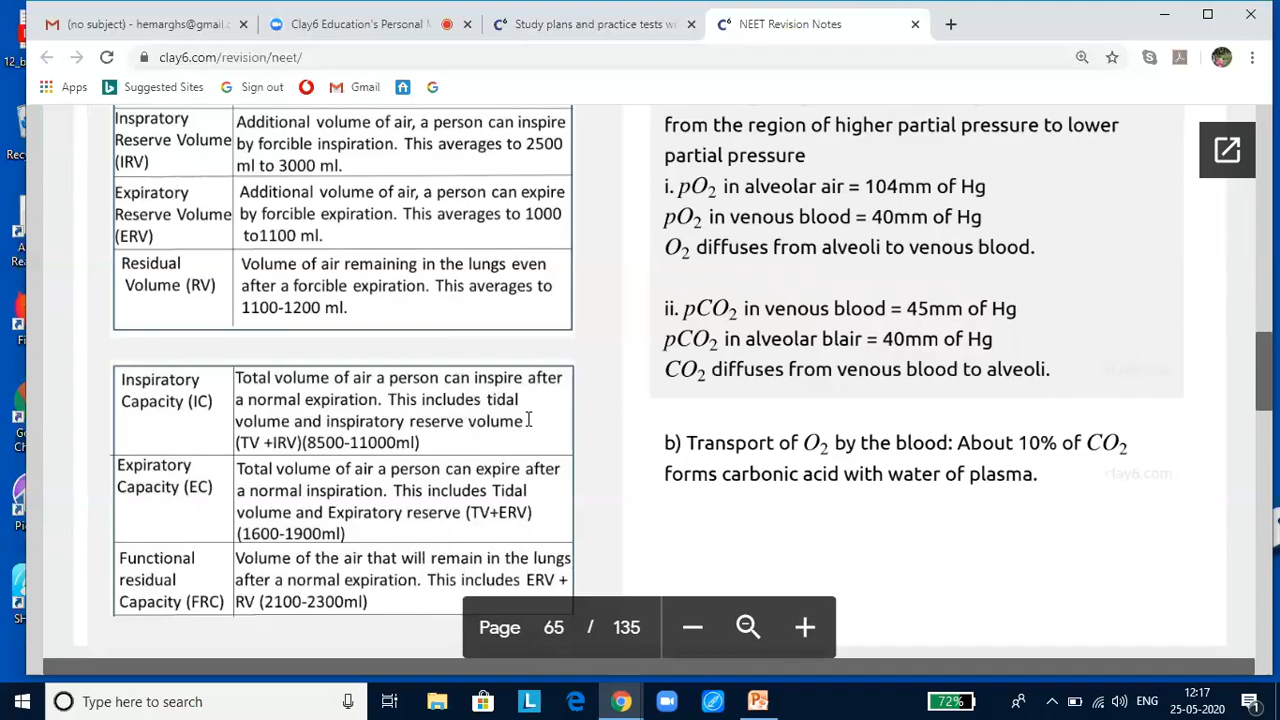 (no subject) - hemarghs@gmail.c
Clay6 Education's Personal M
Study plans and practice tests w
NEET Revision Notes
clay6.com/revision/neet/
Apps
Suggested Sites
Sign out
Gmail
12_b
Recy
Inspratory
Reserve Volume
(IRV)
Additional volume of air, a person can inspire
by forcible inspiration. This averages to 2500
ml to 3000 ml.
Expiratory
Reserve Volume
(ERV)
Additional volume of air, a person can expire
by forcible expiration. This averages to 1000
to1100 ml.
Residual
Volume (RV)
Volume of air remaining in the lungs even
after a forcible expiration. This averages to
1100-1200 ml.
Inspiratory
Capacity (IC)
Total volume of air a person can inspire after
a normal expiration. This includes tidal
volume and inspiratory reserve volume
(TV +IRV)(8500-11000ml)
Expiratory
Capacity (EC)
Total volume of air a person can expire after
a normal inspiration. This includes Tidal
volume and Expiratory reserve (TV+ERV)
(1600-1900ml)
Functional
residual
Capacity (FRC)
Volume of the air that will remain in the lungs
after a normal expiration. This includes ERV +
RV (2100-2300ml)
from the region of higher partial pressure to lower
partial pressure
i. pO₂ in alveolar air = 104mm of Hg
pO₂ in venous blood = 40mm of Hg
O₂ diffuses from alveoli to venous blood.
ii. pCO₂ in venous blood = 45mm of Hg
pCO₂ in alveolar blair = 40mm of Hg
CO₂ diffuses from venous blood to alveoli.
b) Transport of O₂ by the blood: About 10% of CO₂
forms carbonic acid with water of plasma.
clay6.com
Page 65 / 135
Type here to search
72%
ENG
12:17
25-05-2020